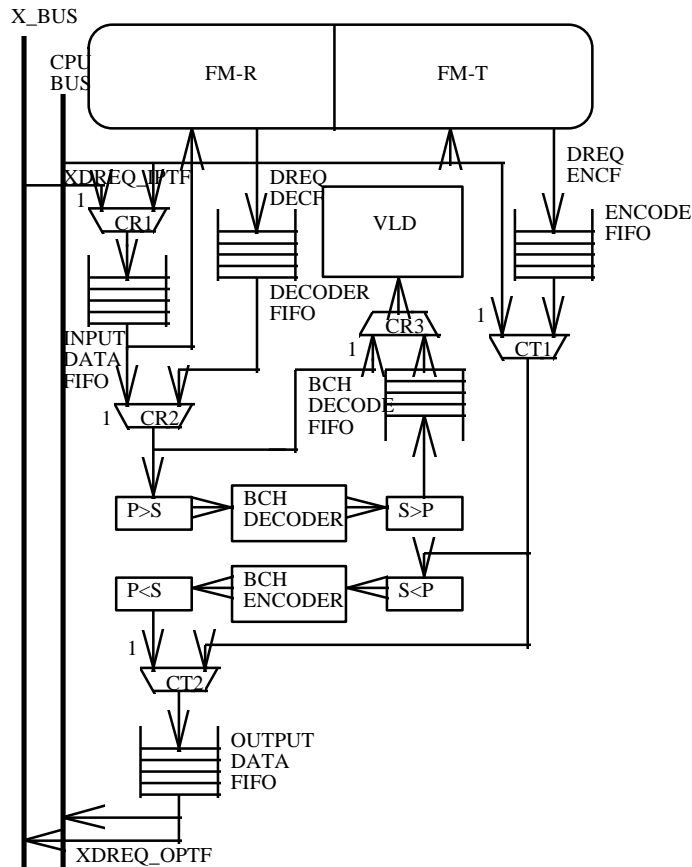 X_BUS
CPU
BUS
FM-R
FM-T
XDREQ_IPTF
DREQ
DECF
DREQ
ENCF
1
CR1
VLD
ENCODE
FIFO
DECODER
FIFO
INPUT
DATA
FIFO
CR3
1
1
CT1
BCH
DECODE
FIFO
1
CR2
P>S
BCH
DECODER
S>P
P<S
BCH
ENCODER
S<P
1
CT2
OUTPUT
DATA
FIFO
XDREQ_OPTF